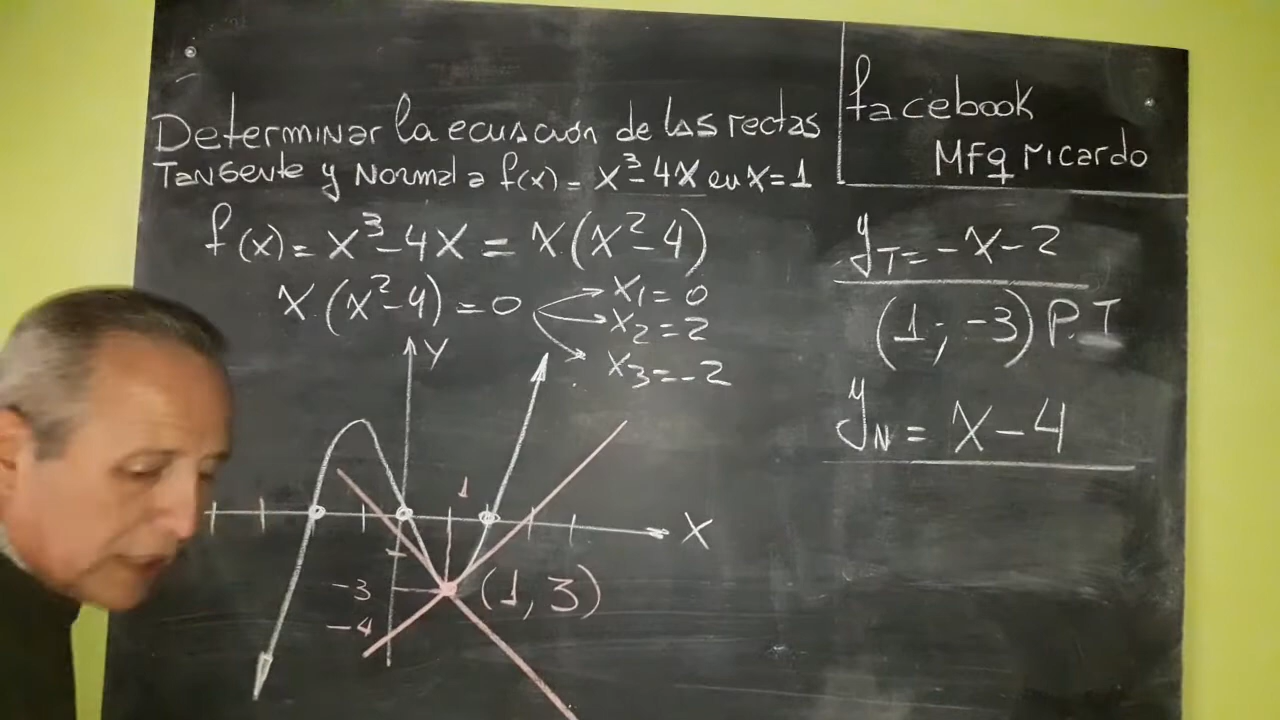 Determinar la ecuación de las rectas
Tangente y Normal a f(x) = x³-4x en x=1
facebook
MFq ricardo
f(x) = x³-4x = x(x²-4)
x(x²-4)=0
x₁=0
x₂=2
x₃=-2
y_T = -x-2
(1; -3) P.T
y_N = x-4
Y
1
X
-3
(1, 3)
-4